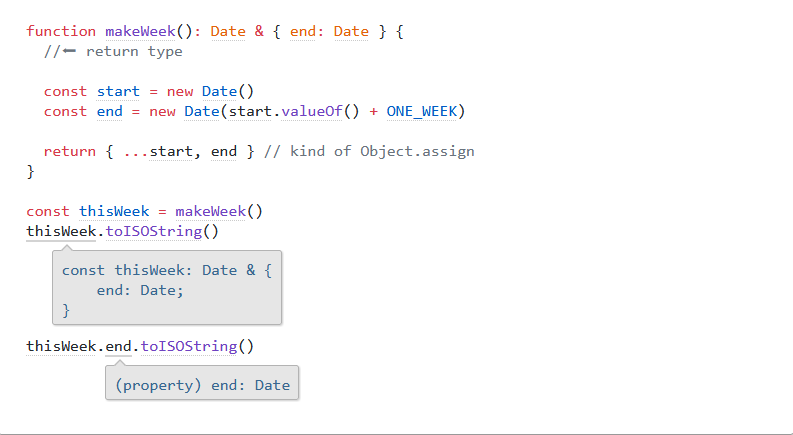 function makeWeek(): Date & { end: Date } {
//⬅ return type
const start = new Date()
const end = new Date(start.valueOf() + ONE_WEEK)
return { ...start, end } // kind of Object.assign
}
const thisWeek = makeWeek()
thisWeek.toISOString()
const thisWeek: Date & {
end: Date;
}
thisWeek.end.toISOString()
(property) end: Date